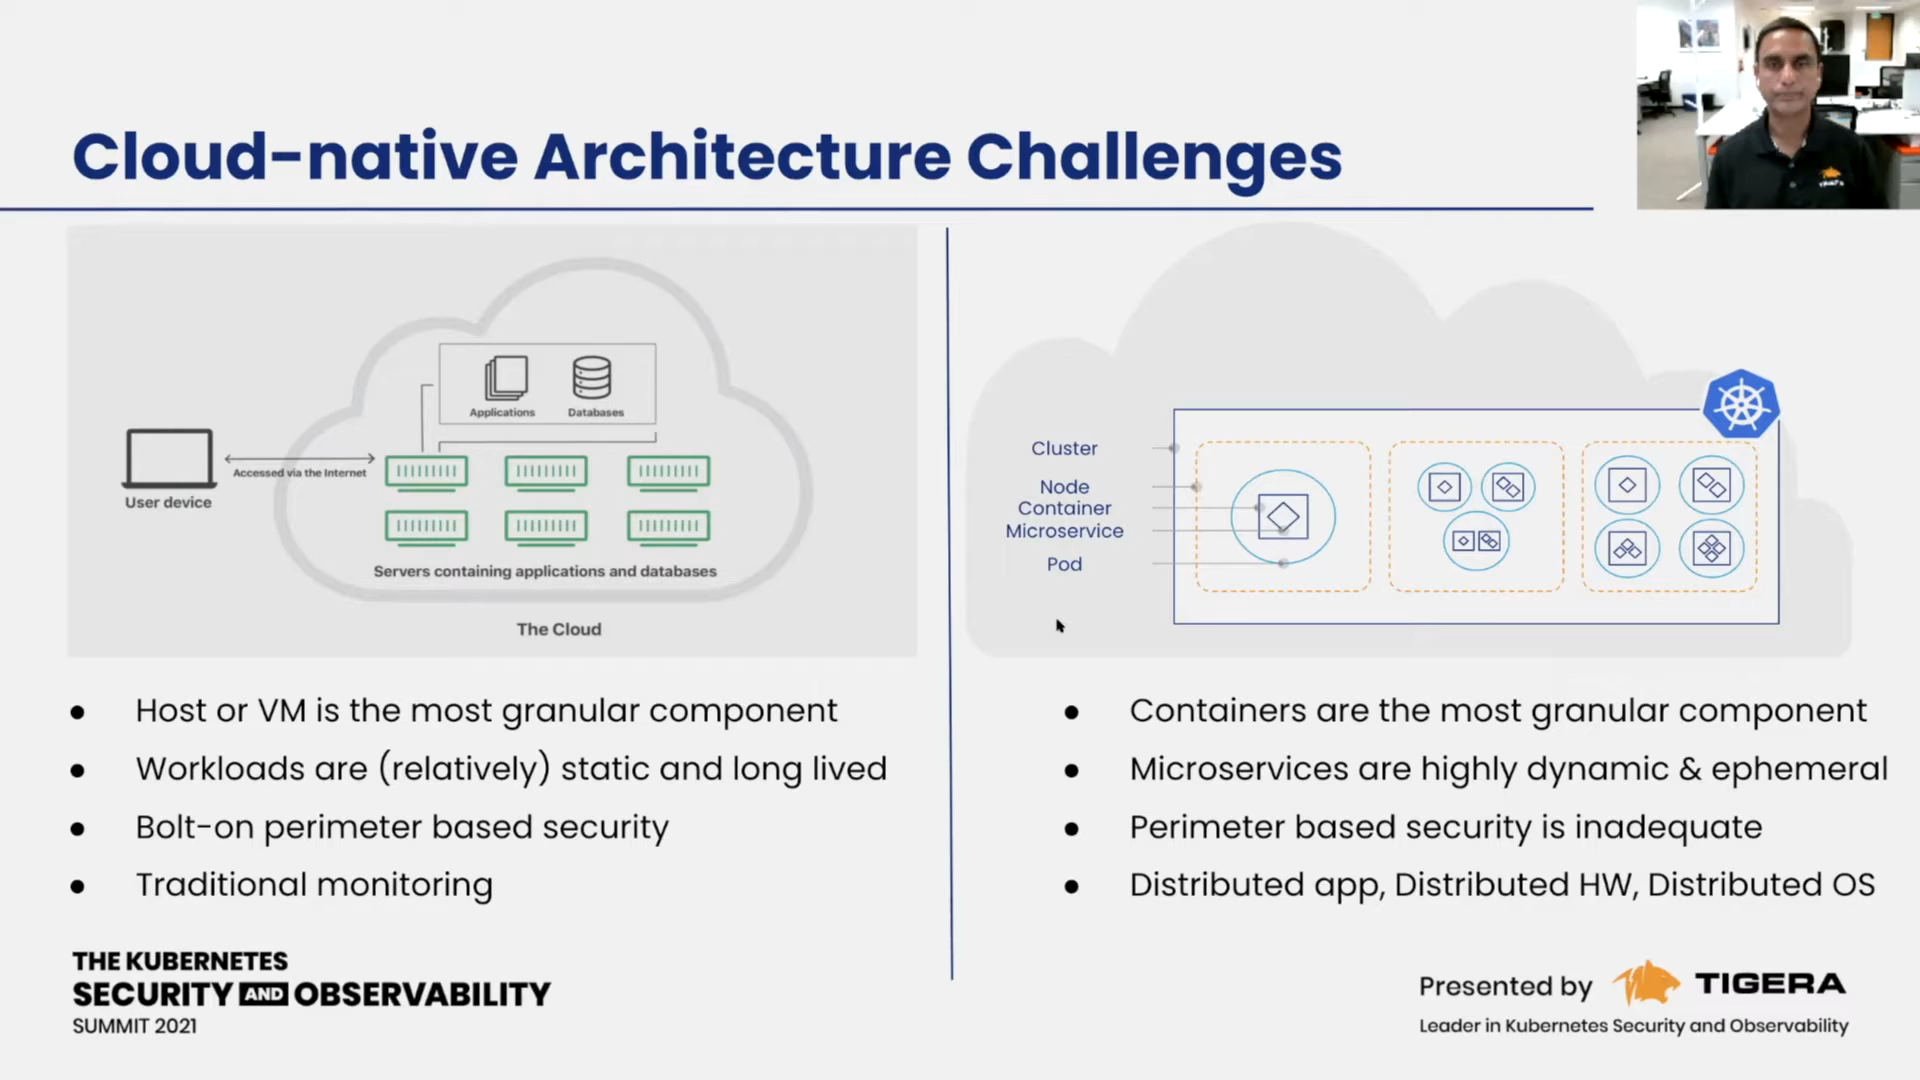 Cloud-native Architecture Challenges
Applications
Databases
Accessed via the Internet
User device
Servers containing applications and databases
The Cloud
Cluster
Node
Container
Microservice
Pod
● Host or VM is the most granular component
● Workloads are (relatively) static and long lived
● Bolt-on perimeter based security
● Traditional monitoring
● Containers are the most granular component
● Microservices are highly dynamic & ephemeral
● Perimeter based security is inadequate
● Distributed app, Distributed HW, Distributed OS
THE KUBERNETES
SECURITY AND OBSERVABILITY
SUMMIT 2021
Presented by TIGERA
Leader in Kubernetes Security and Observability